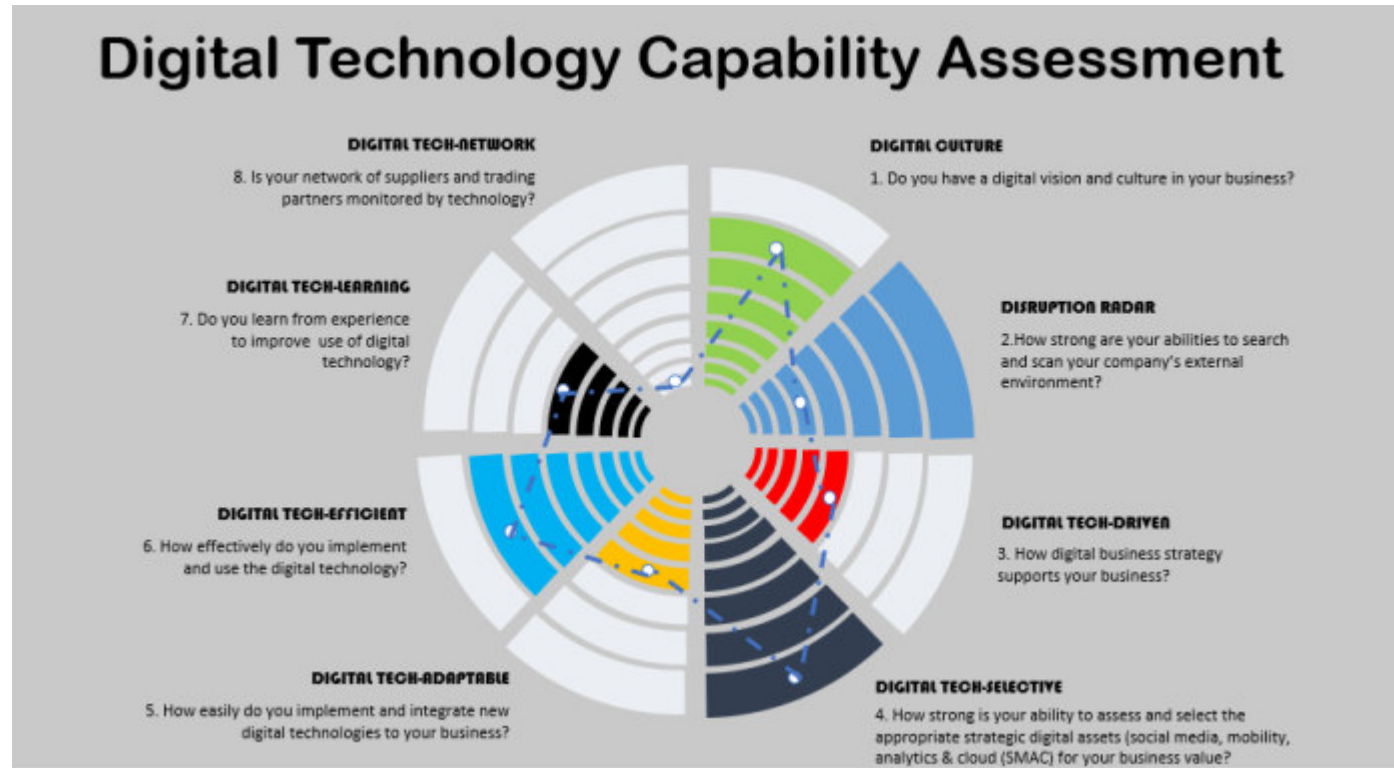 Digital Technology Capability Assessment
DIGITAL TECH-NETWORK
8. Is your network of suppliers and trading
partners monitored by technology?
DIGITAL CULTURE
1. Do you have a digital vision and culture in your business?
DIGITAL TECH-LEARNING
7. Do you learn from experience
to improve use of digital
technology?
DISRUPTION RADAR
2.How strong are your abilities to search
and scan your company's external
environment?
DIGITAL TECH-EFFICIENT
6. How effectively do you implement
and use the digital technology?
DIGITAL TECH-DRIVEN
3. How digital business strategy
supports your business?
DIGITAL TECH-ADAPTABLE
5. How easily do you implement and integrate new
digital technologies to your business?
DIGITAL TECH-SELECTIVE
4. How strong is your ability to assess and select the
appropriate strategic digital assets (social media, mobility,
analytics & cloud (SMAC) for your business value?